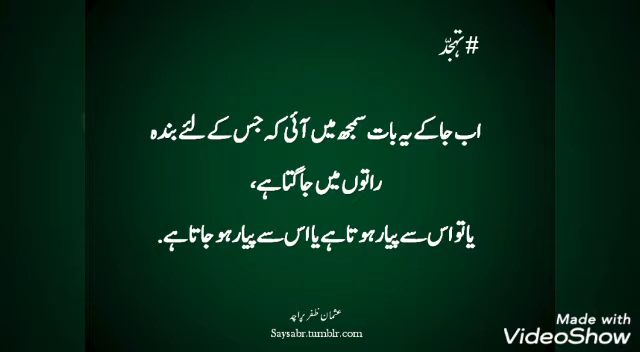 # تہجّد
اب جا کے یہ بات سمجھ میں آئی کہ جس کے لئے بندہ
راتوں میں جاگتا ہے،
یا تو اس سے پیار ہوتا ہے یا اس سے پیار ہو جاتا ہے.
عثمان ظفر پراچہ
Saysabr.tumblr.com
Made with
VideoShow